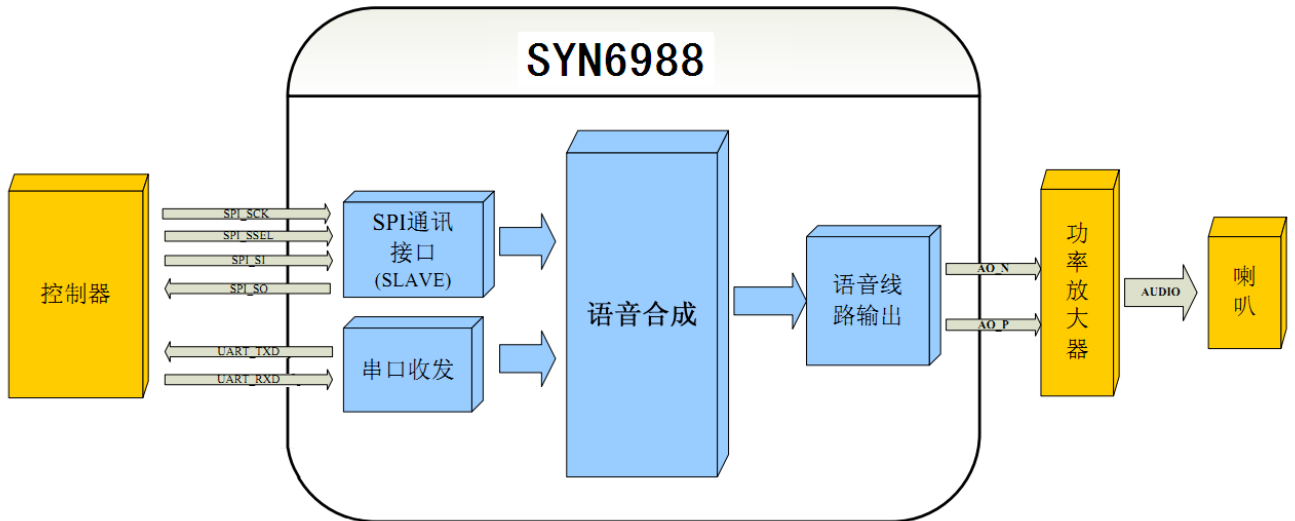 SYN6988
控制器
SPI_SCK
SPI_SSEL
SPI_SI
SPI_SO
UART_TXD
UART_RXD
SPI通讯
接口
(SLAVE)
串口收发
语音合成
语音线
路输出
AO_N
AO_P
功率放大器
AUDIO
喇叭